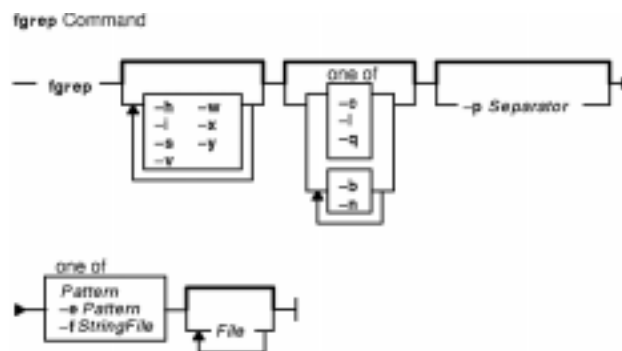 fgrep Command
fgrep
one of
-h -w
-i -x
-s -y
-v
-c
-l
-q
-b
-n
-p Separator
one of
Pattern
-e Pattern
-f StringFile
File